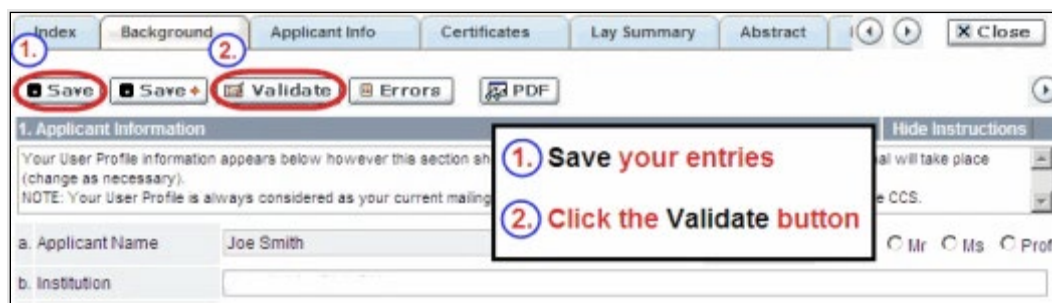 Index Background Applicant Info Certificates Lay Summary Abstract Close
1. 2.
Save Save+ Validate Errors PDF
1. Applicant Information Hide Instructions
Your User Profile information appears below however this section sh al will take place
(change as necessary).
NOTE: Your User Profile is always considered as your current mailing e CCS.
1. Save your entries
2. Click the Validate button
a. Applicant Name Joe Smith Mr Ms Prof
b. Institution